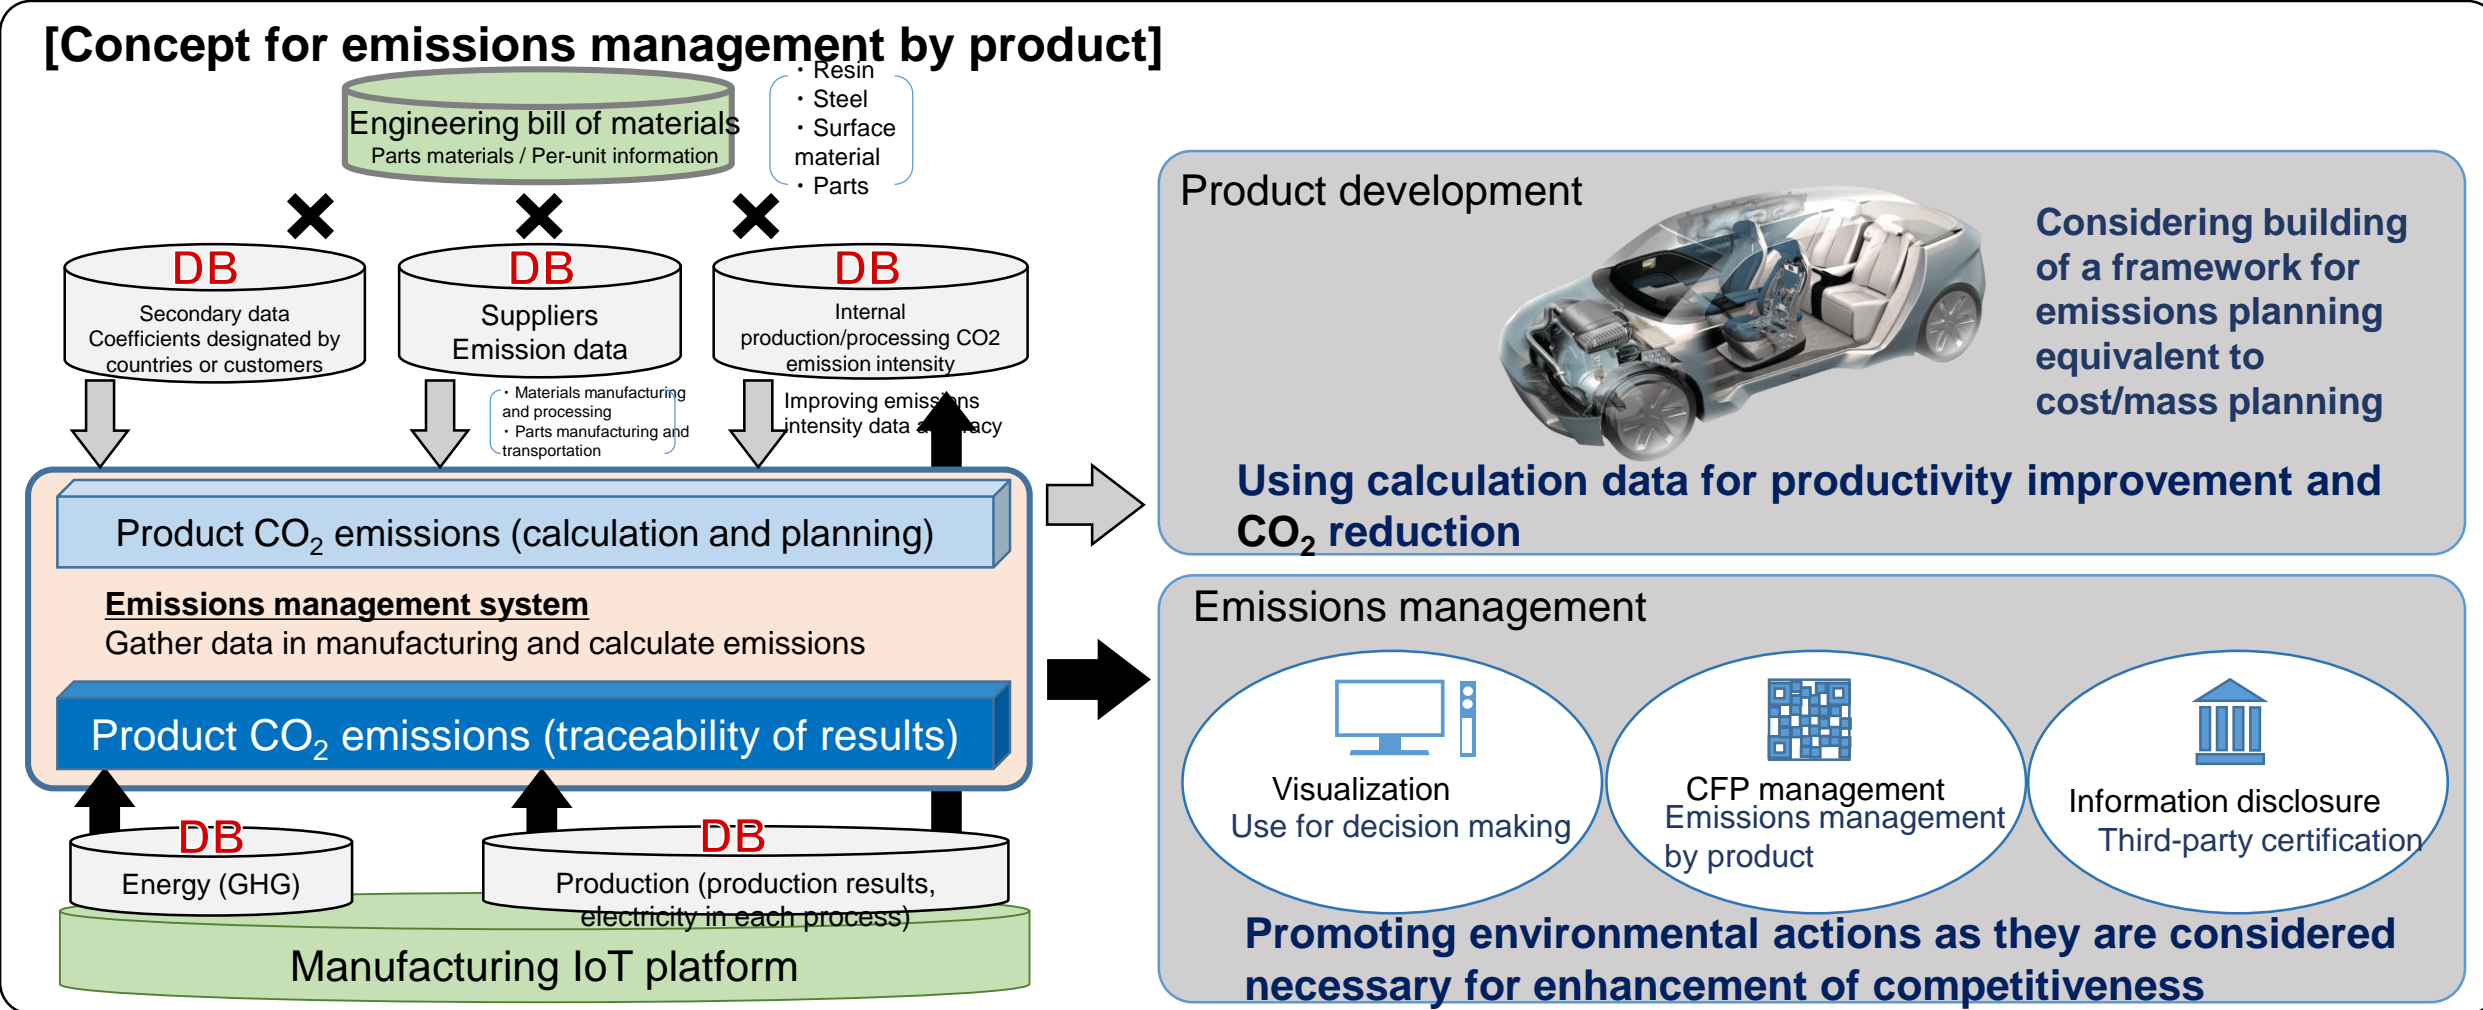 [Concept for emissions management by product]
Engineering bill of materials
Parts materials / Per-unit information
・Resin
・Steel
・Surface
material
・Parts
DB
Secondary data
Coefficients designated by
countries or customers
DB
Suppliers
Emission data
DB
Internal
production/processing CO2
emission intensity
・Materials manufacturing
and processing
・Parts manufacturing and
transportation
Improving emissions
intensity data accuracy
Product CO₂ emissions (calculation and planning)
Emissions management system
Gather data in manufacturing and calculate emissions
Product CO₂ emissions (traceability of results)
DB
Energy (GHG)
DB
Production (production results,
electricity in each process)
Manufacturing IoT platform
Product development
Considering building
of a framework for
emissions planning
equivalent to
cost/mass planning
Using calculation data for productivity improvement and
CO₂ reduction
Emissions management
Visualization
Use for decision making
CFP management
Emissions management
by product
Information disclosure
Third-party certification
Promoting environmental actions as they are considered
necessary for enhancement of competitiveness